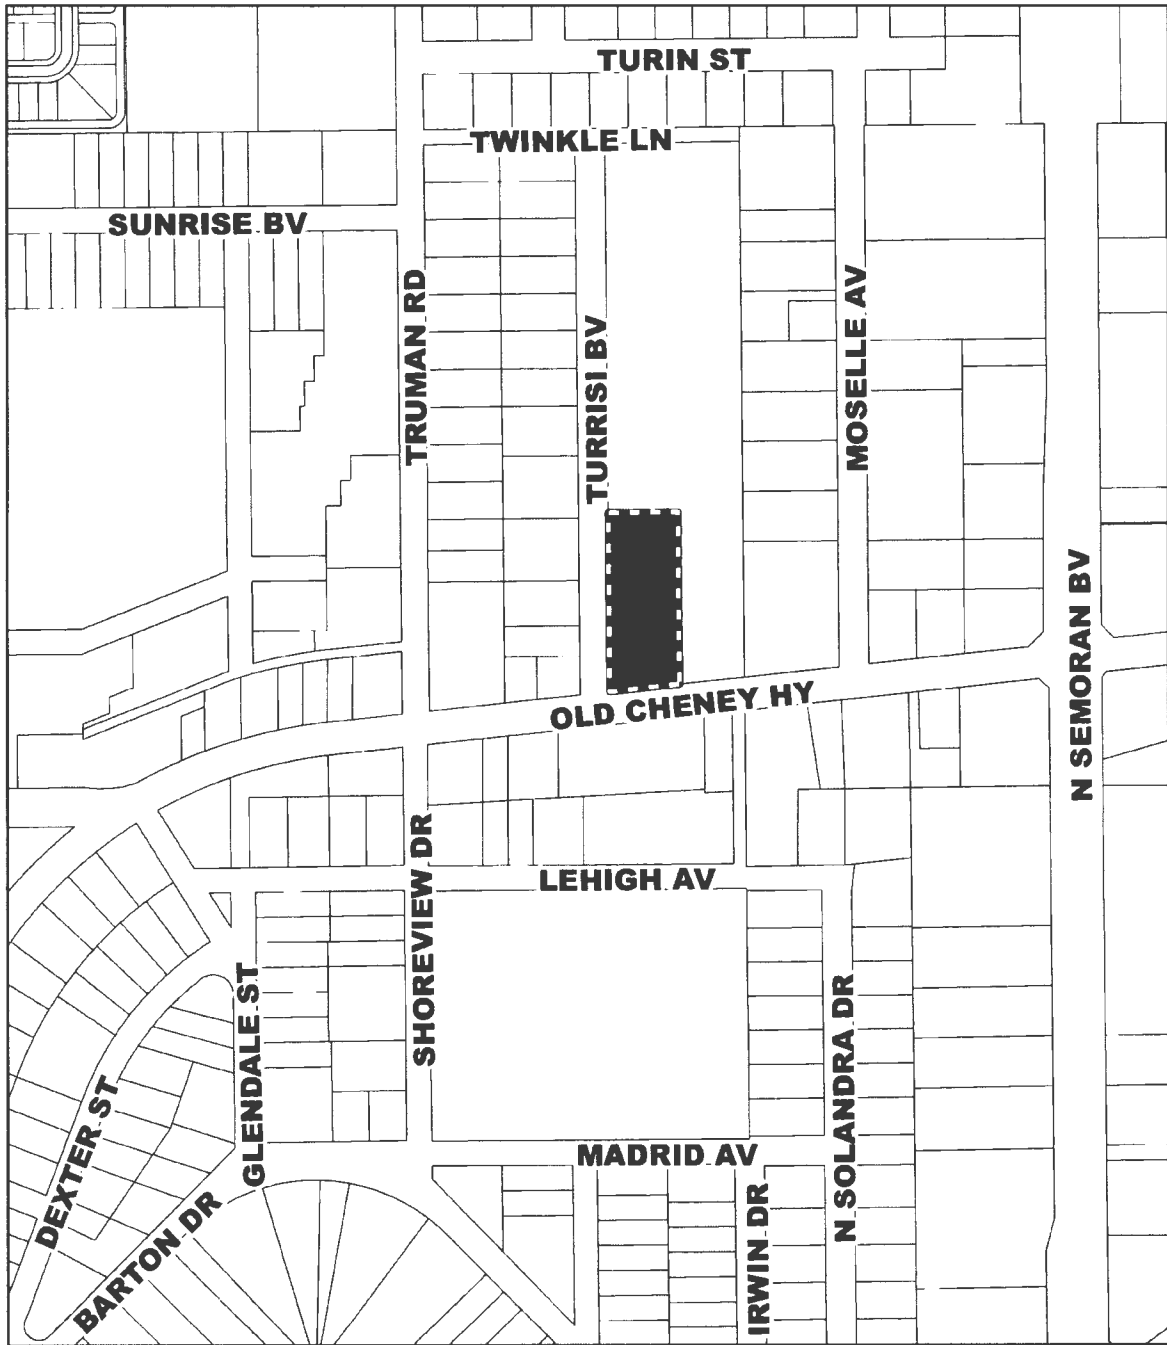 TURIN ST
TWINKLE LN
SUNRISE BV
TRUMAN RD
TURRISI BV
MOSELLE AV
N SEMORAN BV
OLD CHENEY HY
SHOREVIEW DR
LEHIGH AV
GLENDALE ST
N SOLANDRA DR
DEXTER ST
MADRID AV
BARTON DR
IRWIN DR